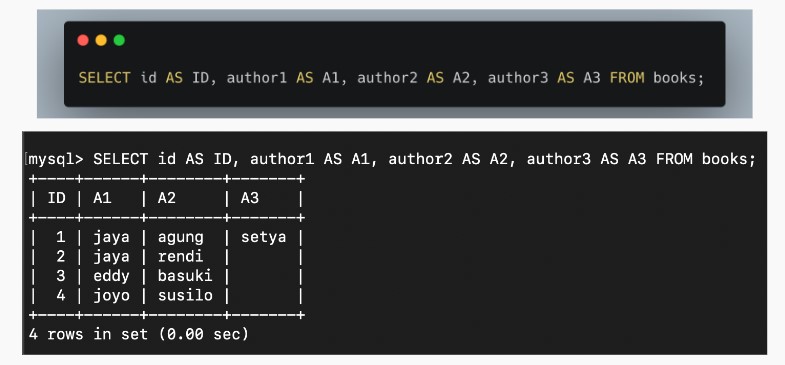 SELECT id AS ID, author1 AS A1, author2 AS A2, author3 AS A3 FROM books;
[mysql> SELECT id AS ID, author1 AS A1, author2 AS A2, author3 AS A3 FROM books;
+----+------+--------+-------+
| ID | A1   | A2     | A3    |
+----+------+--------+-------+
|  1 | jaya | agung  | setya |
|  2 | jaya | rendi  |       |
|  3 | eddy | basuki |       |
|  4 | joyo | susilo |       |
+----+------+--------+-------+
4 rows in set (0.00 sec)